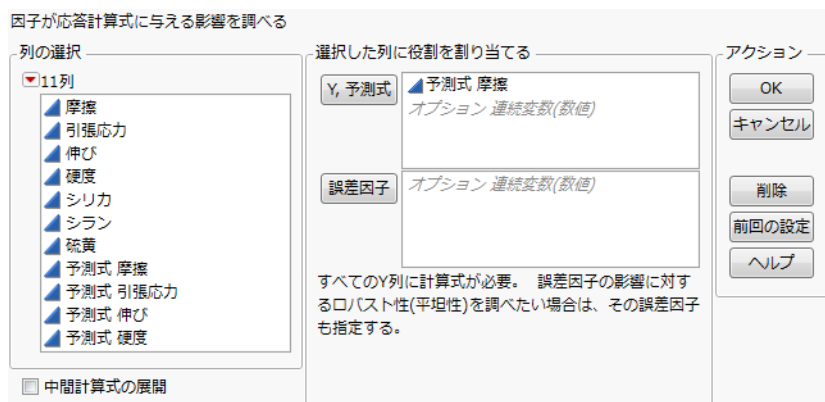 因子が応答計算式に与える影響を調べる
列の選択
11列
摩擦
引張応力
伸び
硬度
シリカ
シラン
硫黄
予測式 摩擦
予測式 引張応力
予測式 伸び
予測式 硬度
中間計算式の展開
選択した列に役割を割り当てる
Y, 予測式
予測式 摩擦
オプション 連続変数(数値)
誤差因子
オプション 連続変数(数値)
すべてのY列に計算式が必要。 誤差因子の影響に対す
るロバスト性(平坦性)を調べたい場合は、その誤差因子
も指定する。
アクション
OK
キャンセル
削除
前回の設定
ヘルプ